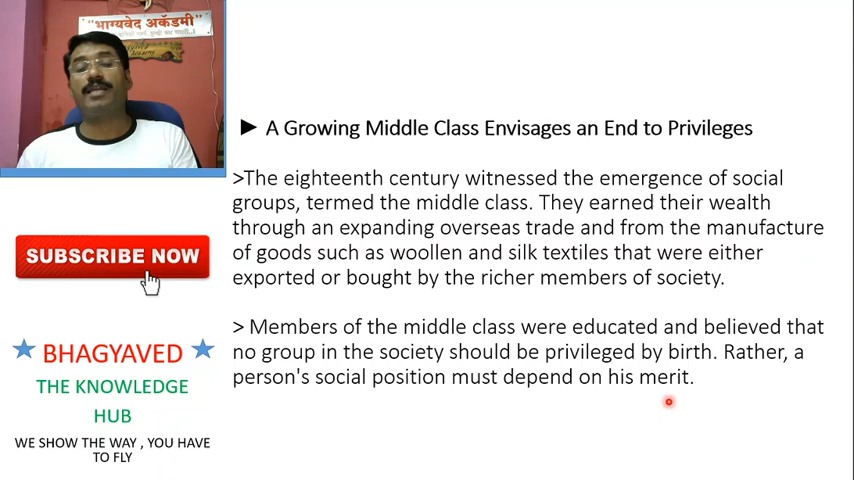 "भाग्यवेद अकॅडमी"
► A Growing Middle Class Envisages an End to Privileges
>The eighteenth century witnessed the emergence of social
groups, termed the middle class. They earned their wealth
through an expanding overseas trade and from the manufacture
of goods such as woollen and silk textiles that were either
exported or bought by the richer members of society.
> Members of the middle class were educated and believed that
no group in the society should be privileged by birth. Rather, a
person's social position must depend on his merit.
SUBSCRIBE NOW
BHAGYAVED
THE KNOWLEDGE
HUB
WE SHOW THE WAY , YOU HAVE
TO FLY